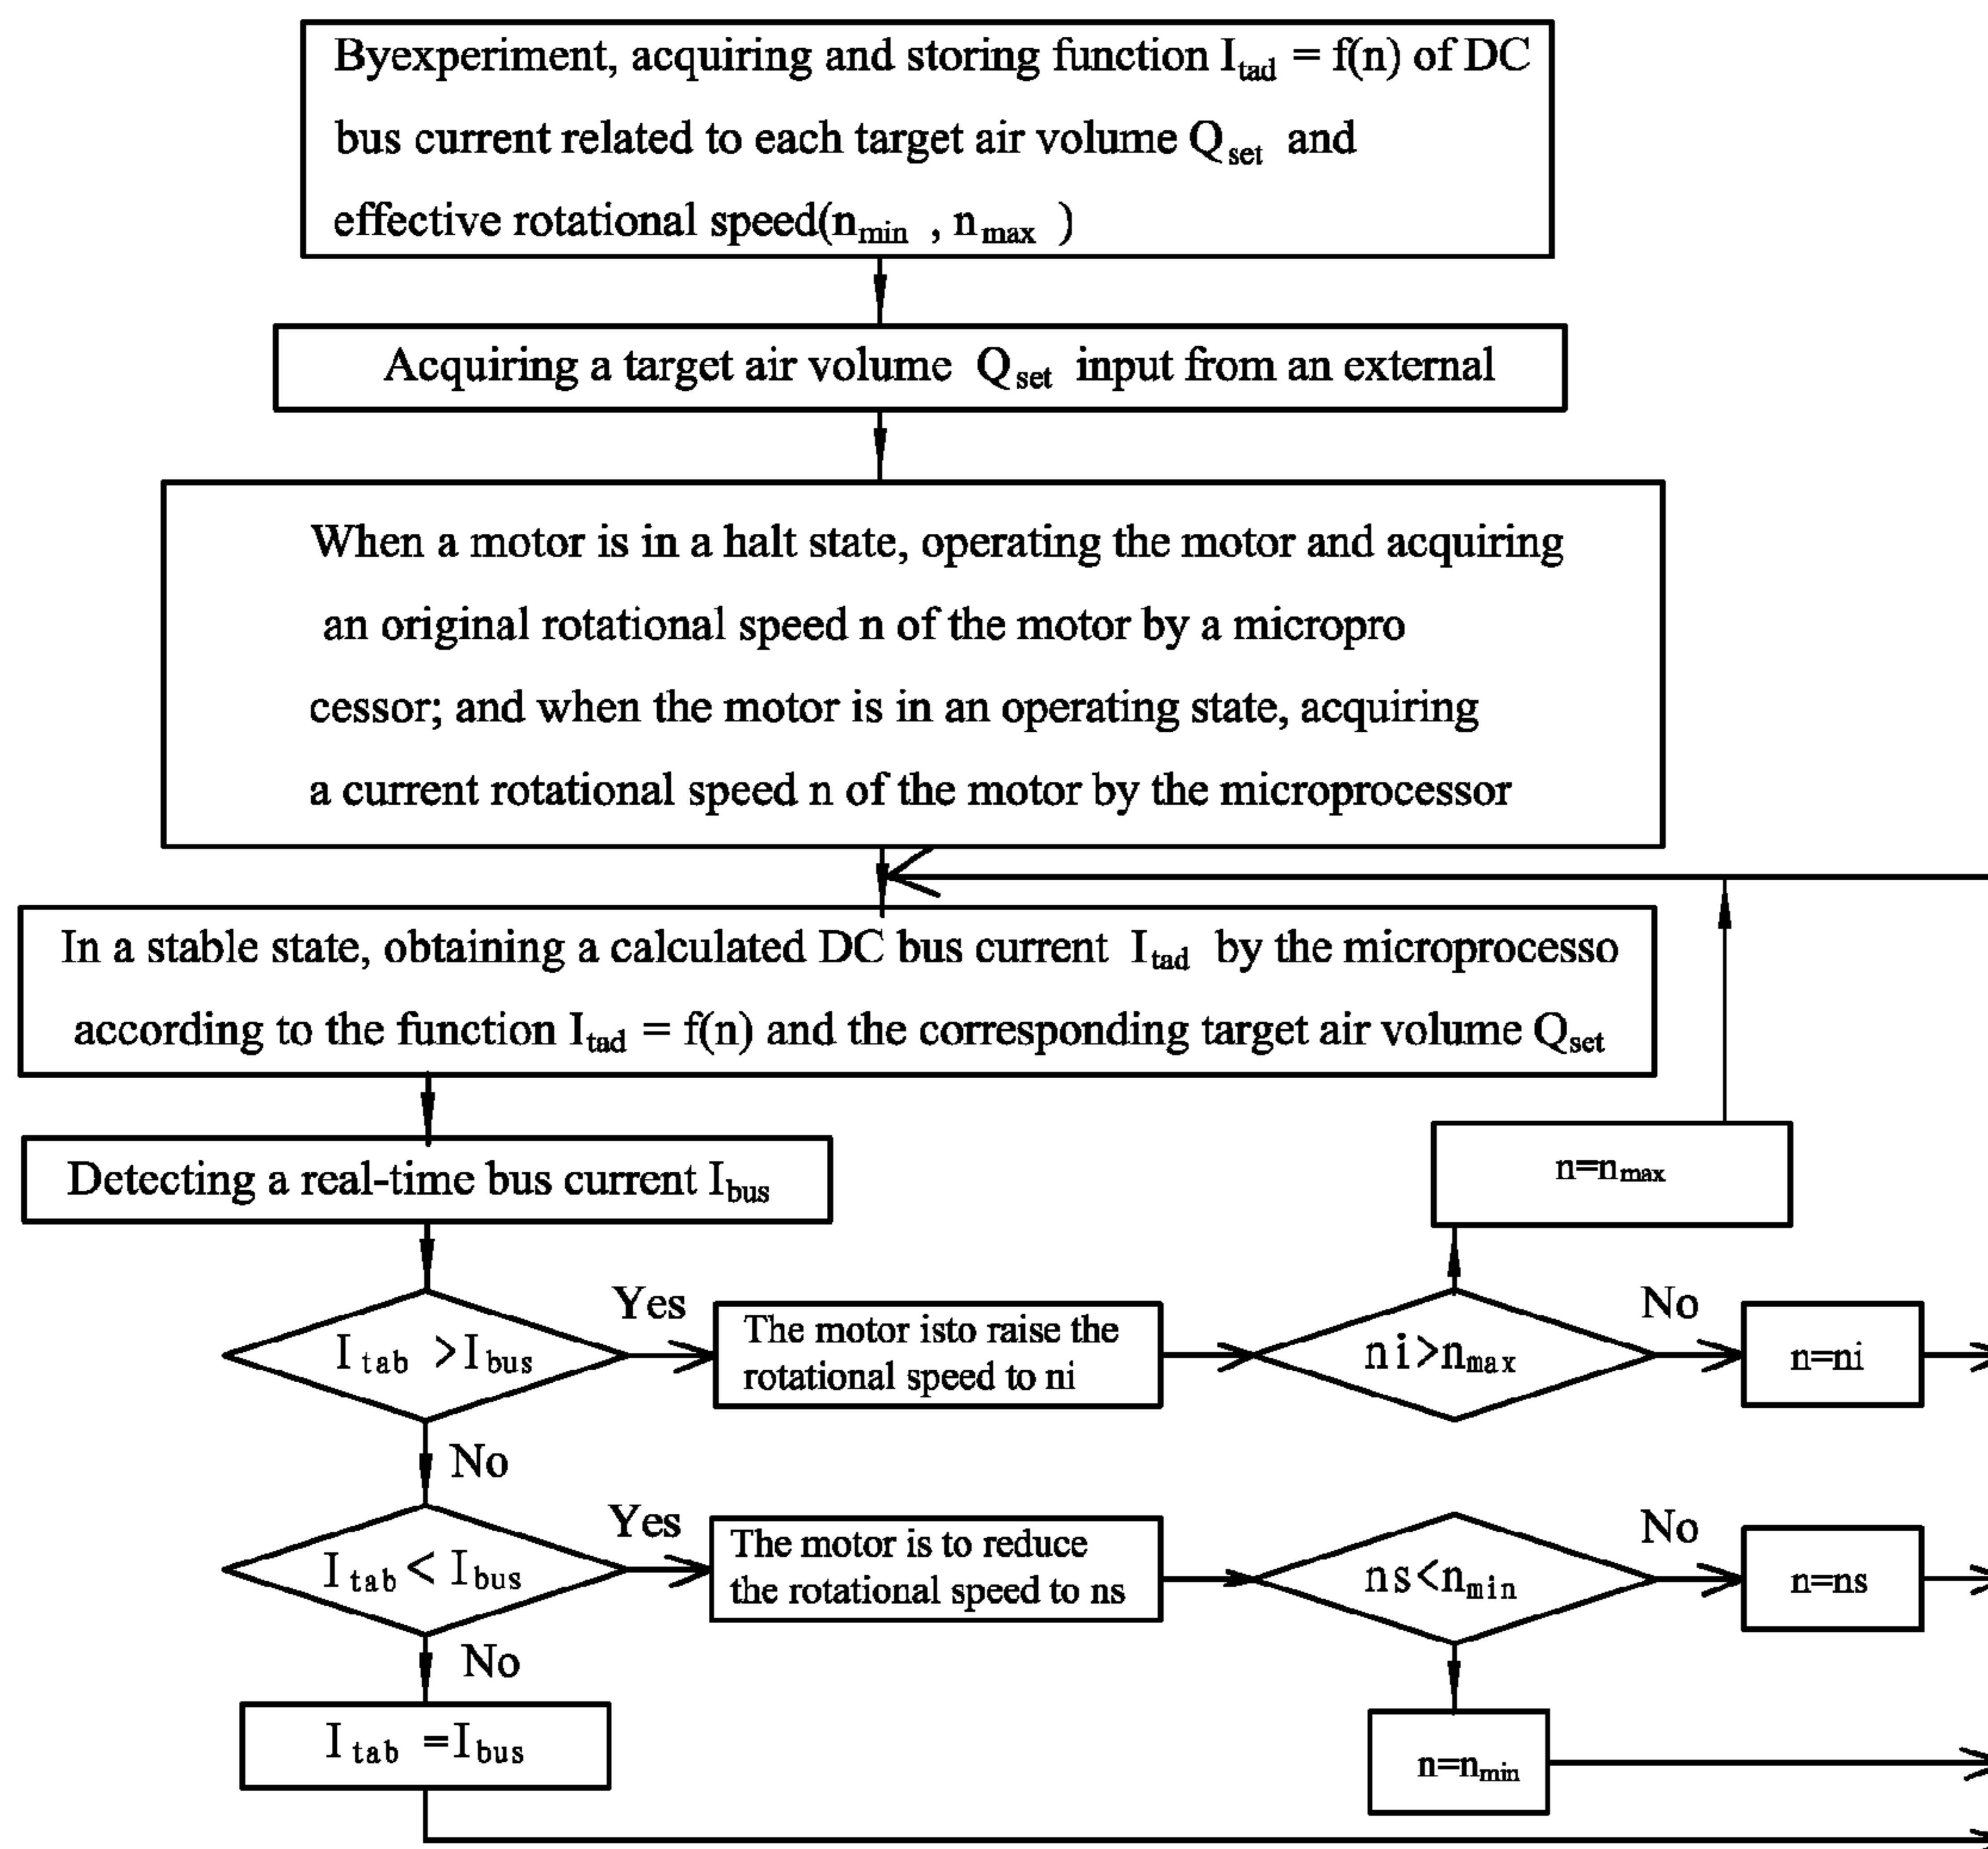 Byexperiment, acquiring and storing function Itad = f(n) of DC
bus current related to each target air volume Qset and
effective rotational speed(nmin , nmax )
Acquiring a target air volume Qset input from an external
When a motor is in a halt state, operating the motor and acquiring
an original rotational speed n of the motor by a micropro
cessor; and when the motor is in an operating state, acquiring
a current rotational speed n of the motor by the microprocessor
In a stable state, obtaining a calculated DC bus current Itad by the microprocesso
according to the function Itad = f(n) and the corresponding target air volume Qset
Detecting a real-time bus current Ibus
n=nmax
Itab >Ibus
Yes
The motor isto raise the
rotational speed to ni
ni>nmax
No
n=ni
No
Itab < Ibus
Yes
The motor is to reduce
the rotational speed to ns
ns<nmin
No
n=ns
No
Itab =Ibus
n=nmin